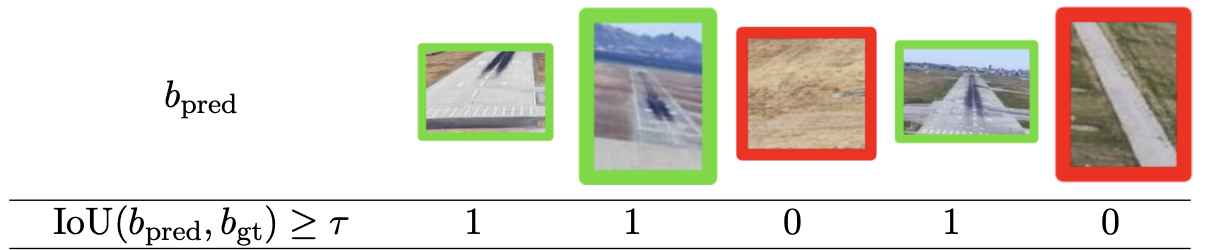 b_pred
IoU(b_pred, b_gt) ≥ τ 1 1 0 1 0